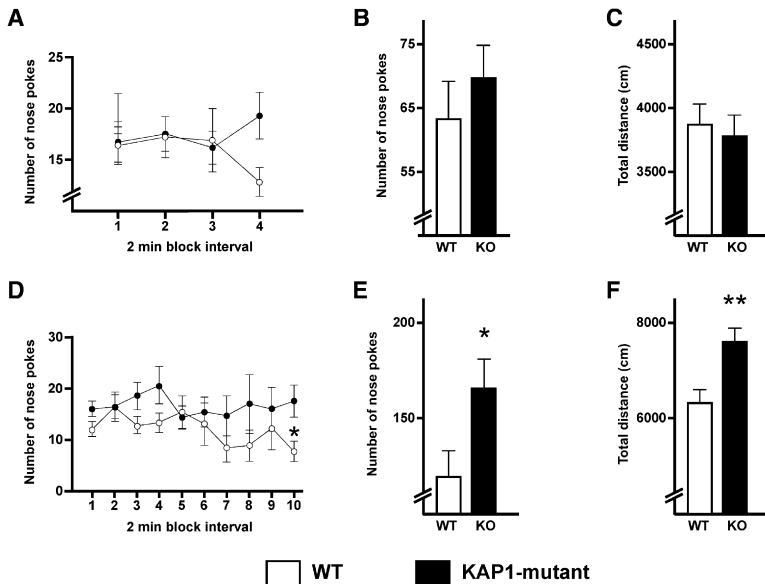 A
Number of nose pokes
25
20
15
1 2 3 4
2 min block interval
B
Number of nose pokes
75
65
55
WT KO
C
Total distance (cm)
4500
4000
3500
WT KO
D
Number of nose pokes
30
20
10
0
*
1 2 3 4 5 6 7 8 9 10
2 min block interval
E
Number of nose pokes
200
150
*
WT KO
F
Total distance (cm)
8000
6000
**
WT KO
WT KAP1-mutant